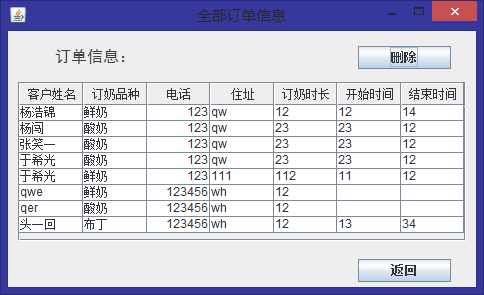 全部订单信息
订单信息：
删除
客户姓名 订奶品种 电话 住址 订奶时长 开始时间 结束时间
杨浩锦 鲜奶 123 qw 12 12 14
杨闯 酸奶 123 qw 23 23 12
张笑一 酸奶 123 qw 23 23 12
于希光 酸奶 123 qw 23 23 12
于希光 鲜奶 123 111 112 11 12
qwe 鲜奶 123456 wh 12
qer 酸奶 123456 wh 12
头一回 布丁 123456 wh 12 13 34
返回